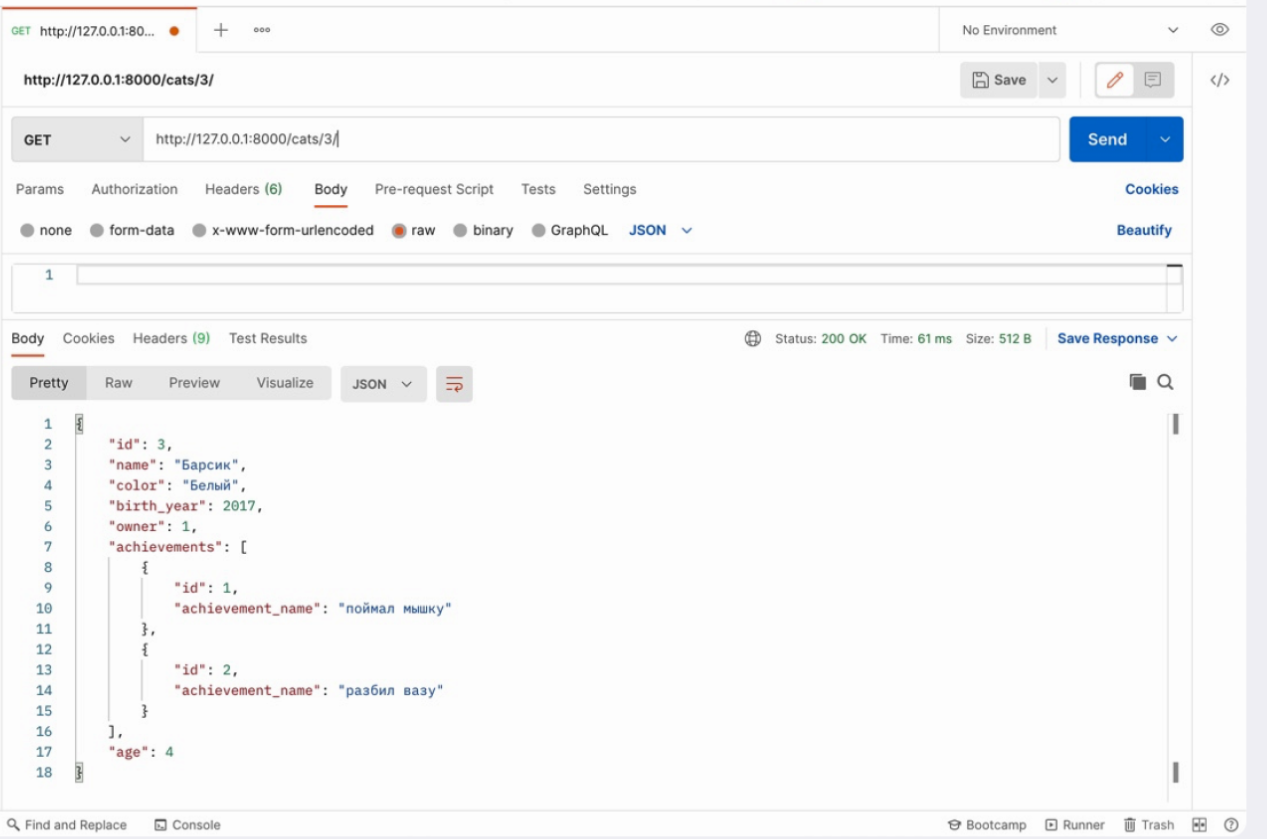 GET http://127.0.0.1:80...
No Environment
http://127.0.0.1:8000/cats/3/
Save
GET http://127.0.0.1:8000/cats/3/
Send
Params Authorization Headers (6) Body Pre-request Script Tests Settings Cookies
none form-data x-www-form-urlencoded raw binary GraphQL JSON Beautify
1
Body Cookies Headers (9) Test Results Status: 200 OK Time: 61 ms Size: 512 B Save Response
Pretty Raw Preview Visualize JSON
1 {
2 "id": 3,
3 "name": "Барсик",
4 "color": "Белый",
5 "birth_year": 2017,
6 "owner": 1,
7 "achievements": [
8 {
9 "id": 1,
10 "achievement_name": "поймал мышку"
11 },
12 {
13 "id": 2,
14 "achievement_name": "разбил вазу"
15 }
16 ],
17 "age": 4
18 }
Find and Replace Console Bootcamp Runner Trash